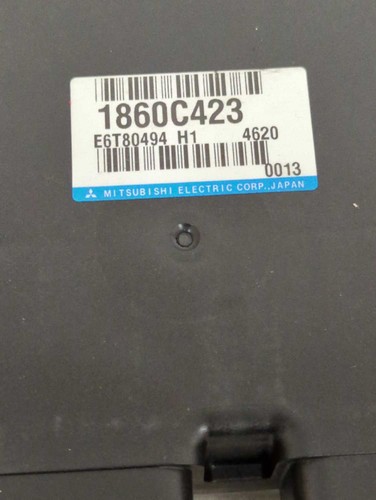 1860C423
E6T80494 H1 4620
0013
MITSUBISHI ELECTRIC CORP., JAPAN